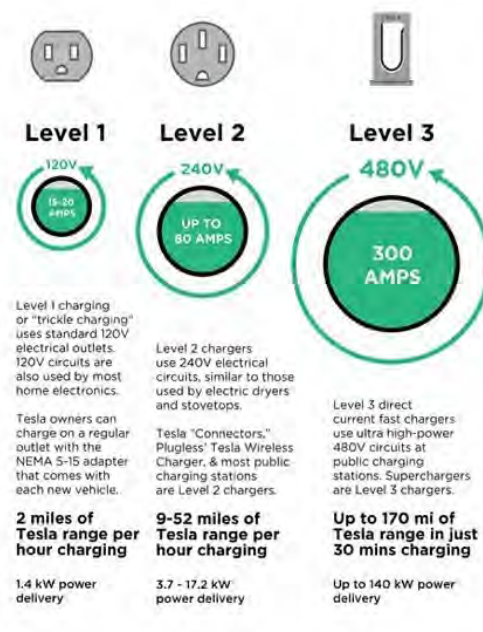 Level 1
120V
15-20
AMPS
Level 1 charging
or "trickle charging"
uses standard 120V
electrical outlets.
120V circuits are
also used by most
home electronics.
Tesla owners can
charge on a regular
outlet with the
NEMA 5-15 adapter
that comes with
each new vehicle.
2 miles of
Tesla range per
hour charging
1.4 kW power
delivery
Level 2
240V
UP TO
80 AMPS
Level 2 chargers
use 240V electrical
circuits, similar to those
used by electric dryers
and stovetops.
Tesla "Connectors,"
Plugless' Tesla Wireless
Charger, & most public
charging stations
are Level 2 chargers.
9-52 miles of
Tesla range per
hour charging
3.7 - 17.2 kW
power delivery
Level 3
480V
300
AMPS
Level 3 direct
current fast chargers
use ultra high-power
480V circuits at
public charging
stations. Superchargers
are Level 3 chargers.
Up to 170 mi of
Tesla range in just
30 mins charging
Up to 140 kW power
delivery